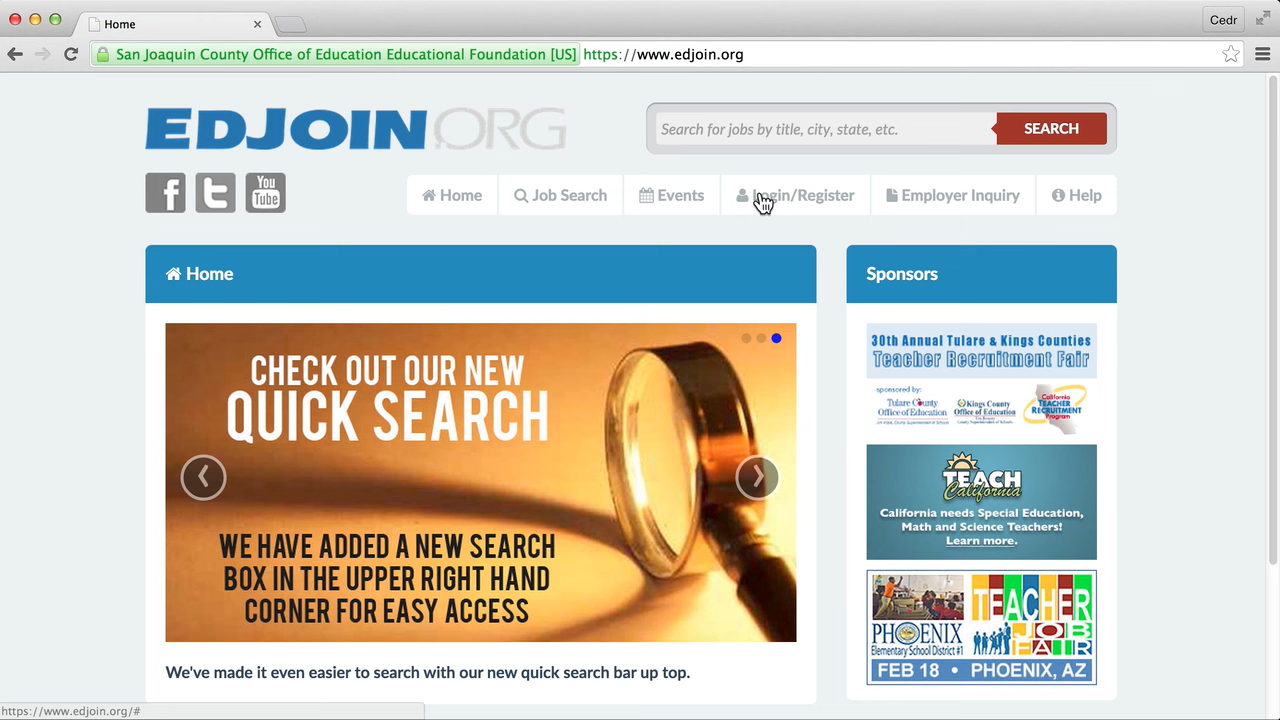 Home
Cedr
San Joaquin County Office of Education Educational Foundation [US] https://www.edjoin.org
EDJOIN.ORG
Search for jobs by title, city, state, etc.
SEARCH
f t You Tube
Home
Job Search
Events
Login/Register
Employer Inquiry
Help
Home
CHECK OUT OUR NEW
QUICK SEARCH
WE HAVE ADDED A NEW SEARCH
BOX IN THE UPPER RIGHT HAND
CORNER FOR EASY ACCESS
We've made it even easier to search with our new quick search bar up top.
Sponsors
30th Annual Tulare & Kings Counties
Teacher Recruitment Fair
sponsored by:
Tulare County
Office of Education
Kings County
Office of Education
California
TEACHER
RECRUITMENT
Program
TEACH
California
California needs Special Education,
Math and Science Teachers!
Learn more.
TEACHER
JOB
FAIR
PHOENIX
Elementary School District #1
FEB 18 • PHOENIX, AZ
https://www.edjoin.org/#